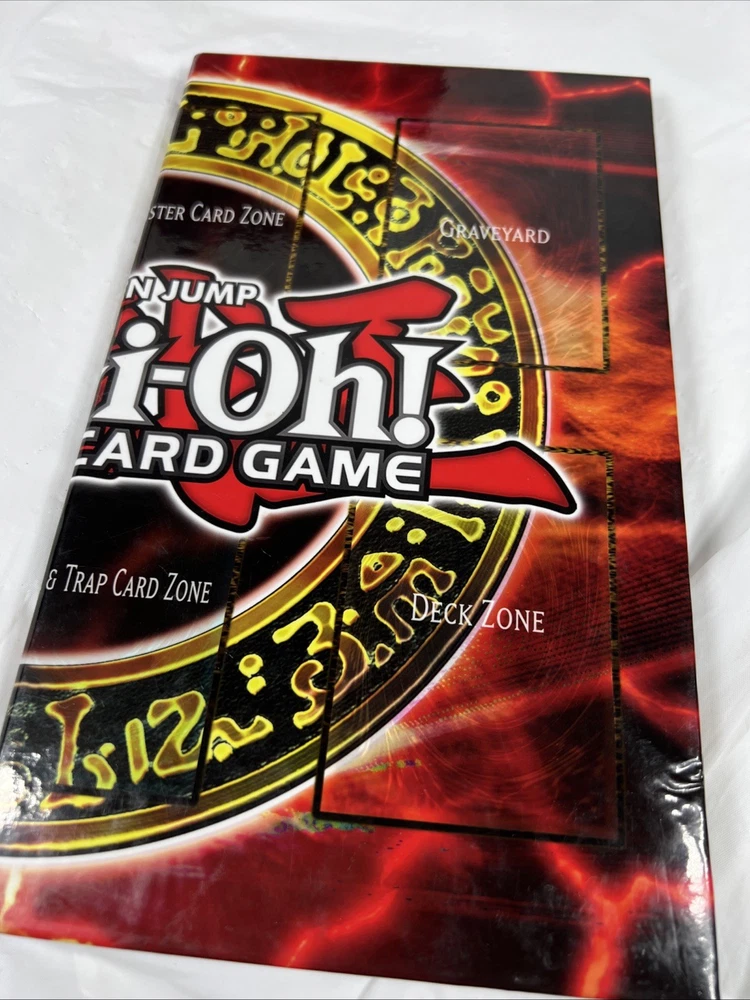 STER CARD ZONE
GRAVEYARD
N JUMP
i-Oh!
CARD GAME
& TRAP CARD ZONE
DECK ZONE